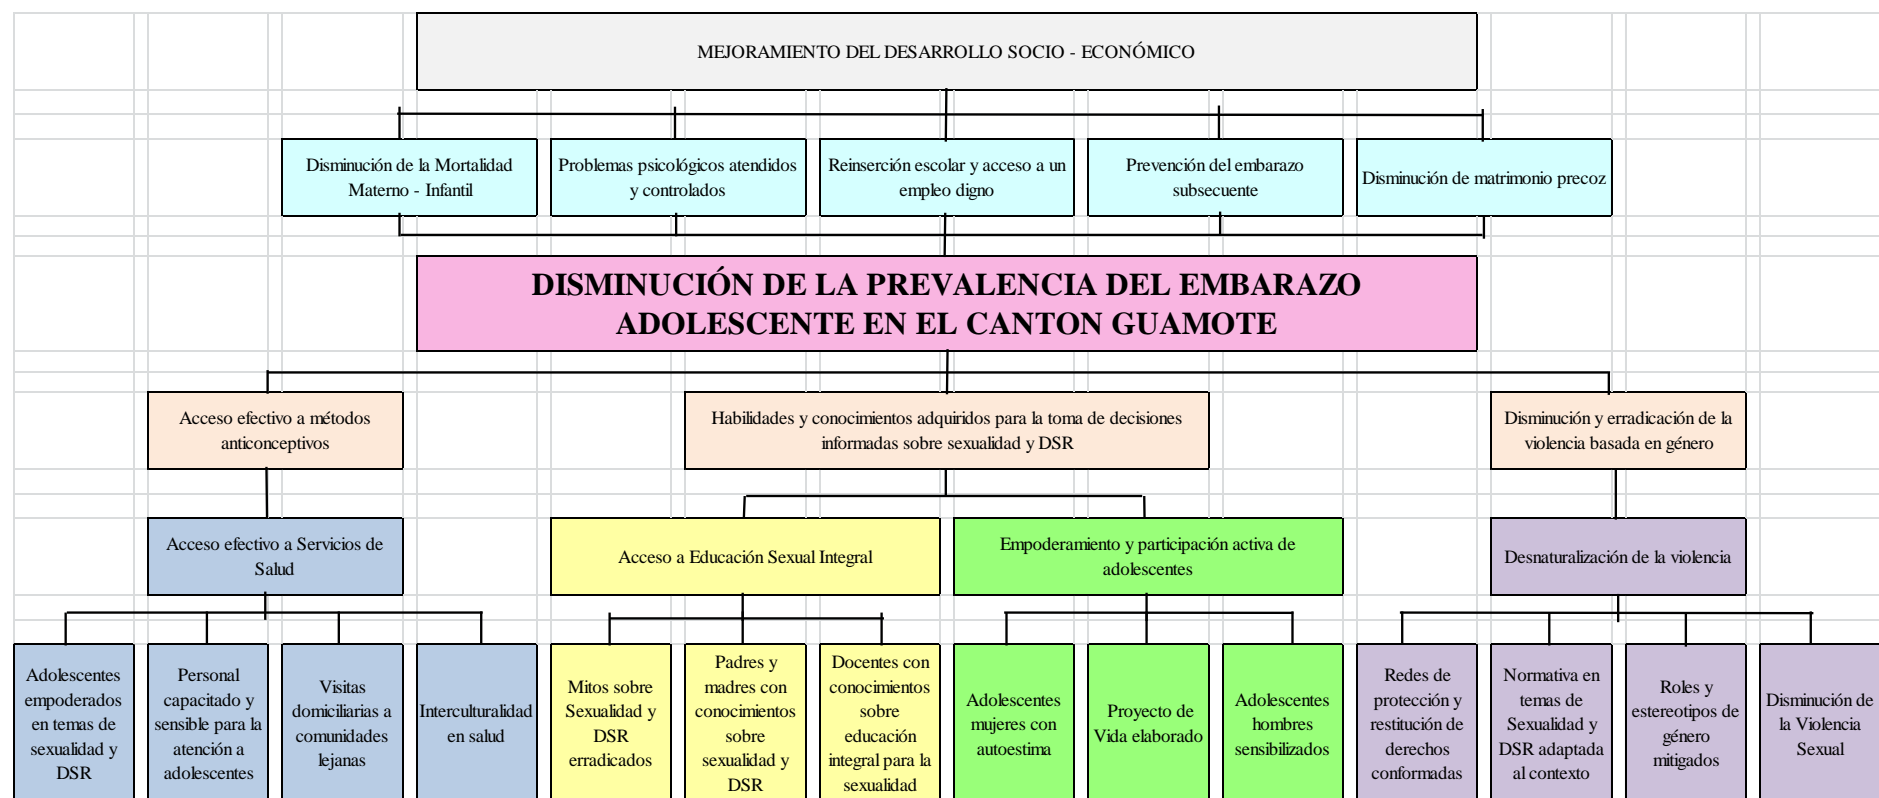 MEJORAMIENTO DEL DESARROLLO SOCIO - ECONÓMICO
Disminución de la Mortalidad
Materno - Infantil
Problemas psicológicos atendidos
y controlados
Reinserción escolar y acceso a un
empleo digno
Prevención del embarazo
subsecuente
Disminución de matrimonio precoz
DISMINUCIÓN DE LA PREVALENCIA DEL EMBARAZO
ADOLESCENTE EN EL CANTON GUAMOTE
Acceso efectivo a métodos
anticonceptivos
Habilidades y conocimientos adquiridos para la toma de decisiones
informadas sobre sexualidad y DSR
Disminución y erradicación de la
violencia basada en género
Acceso efectivo a Servicios de
Salud
Acceso a Educación Sexual Integral
Empoderamiento y participación activa de
adolescentes
Desnaturalización de la violencia
Adolescentes
empoderados
en temas de
sexualidad y
DSR
Personal
capacitado y
sensible para la
atención a
adolescentes
Visitas
domiciliarias a
comunidades
lejanas
Interculturalidad
en salud
Mitos sobre
Sexualidad y
DSR
erradicados
Padres y
madres con
conocimientos
sobre
sexualidad y
DSR
Docentes con
conocimientos
sobre
educación
integral para la
sexualidad
Adolescentes
mujeres con
autoestima
Proyecto de
Vida elaborado
Adolescentes
hombres
sensibilizados
Redes de
protección y
restitución de
derechos
conformadas
Normativa en
temas de
Sexualidad y
DSR adaptada
al contexto
Roles y
estereotipos de
género
mitigados
Disminución de
la Violencia
Sexual